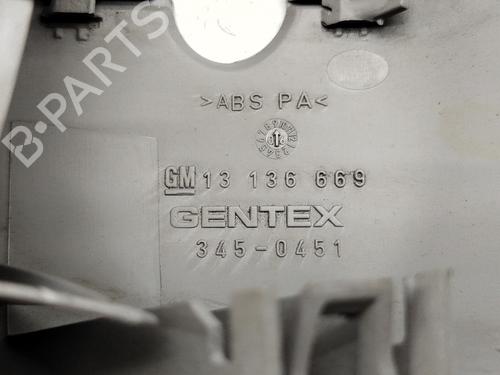 B-PARTS
>ABS PA<
GM 13 136 669
GENTEX
345-0451